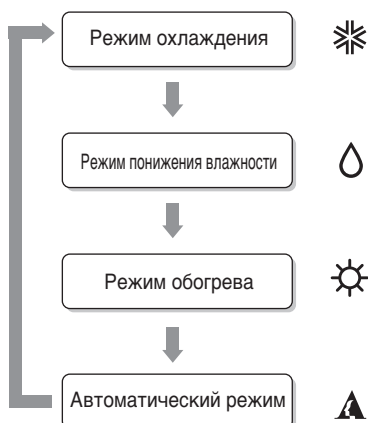 Режим охлаждения
Режим понижения влажности
Режим обогрева
Автоматический режим